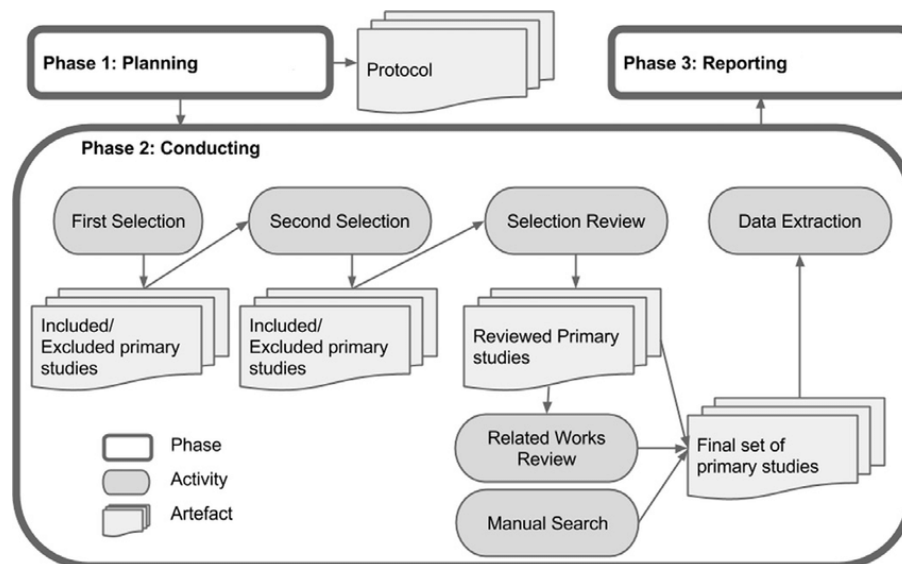 Phase 1: Planning
Protocol
Phase 3: Reporting
Phase 2: Conducting
First Selection
Second Selection
Selection Review
Data Extraction
Included/
Excluded primary
studies
Included/
Excluded primary
studies
Reviewed Primary
studies
Related Works
Review
Final set of
primary studies
Manual Search
Phase
Activity
Artefact